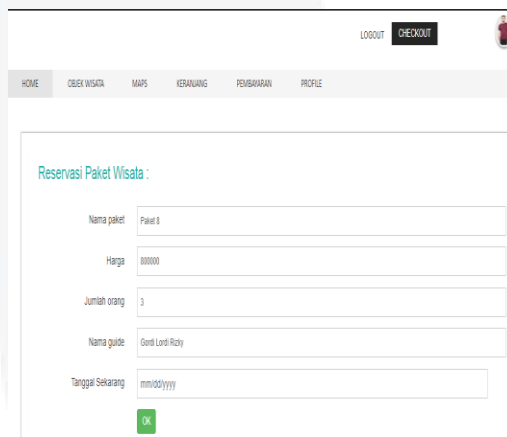 LOGOUT CHECKOUT
HOME OBJEK WISATA MAPS KERANJANG PEMBAYARAN PROFILE
Reservasi Paket Wisata :
Nama paket Paket 8
Harga 880000
Jumlah orang 3
Nama guide Gordi Lordi Rizky
Tanggal Sekarang mm/dd/yyyy
OK